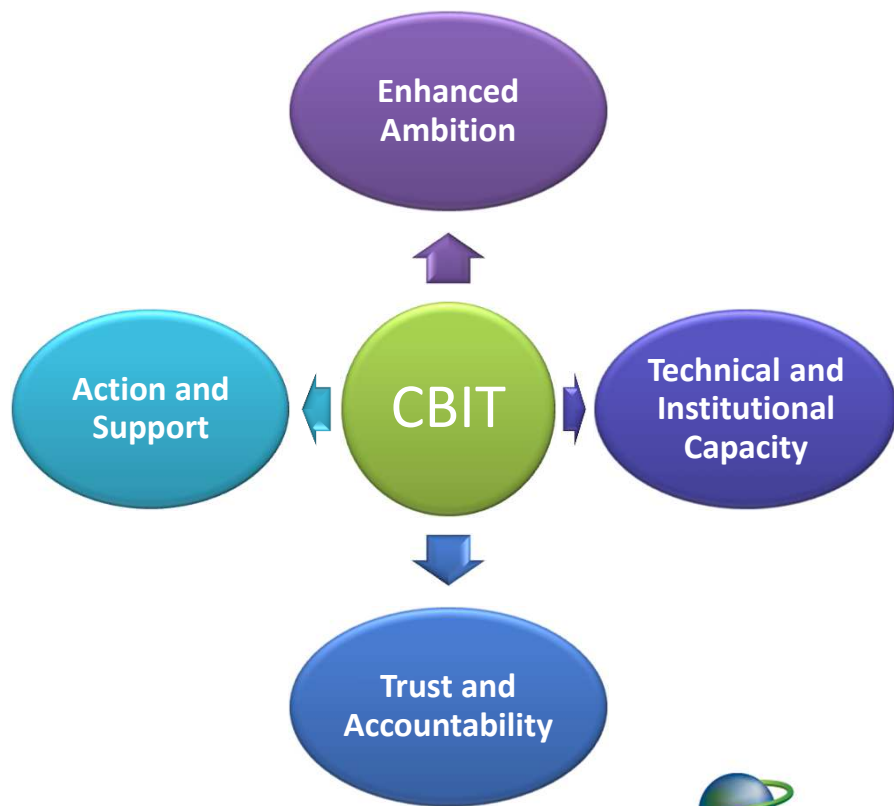 Enhanced
Ambition
Action and
Support
CBIT
Technical and
Institutional
Capacity
Trust and
Accountability